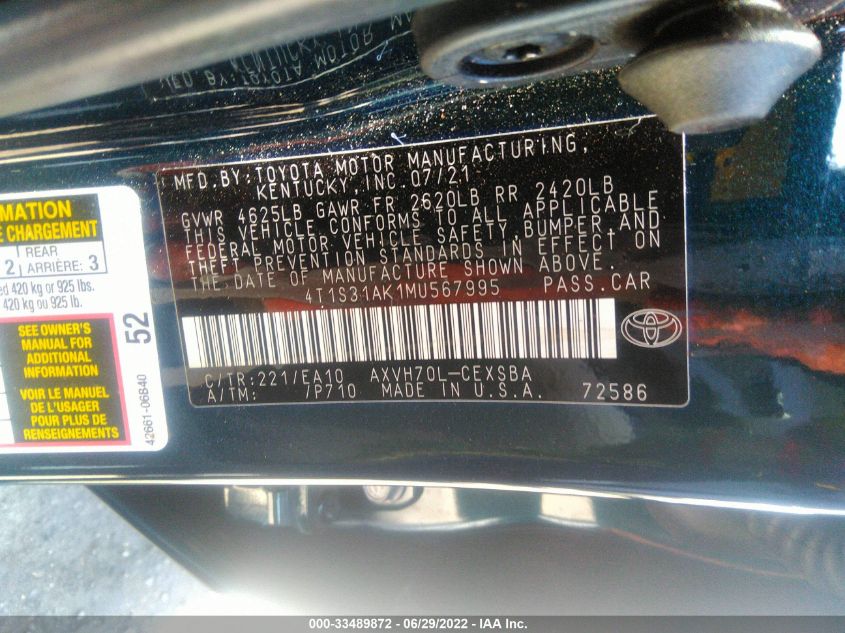 MFD.BY:TOYOTA MOTOR MANUFACTURING,
KENTUCKY, INC. 07/21
GVWR 4625LB GAWR FR 2620LB RR 2420LB
THIS VEHICLE CONFORMS TO ALL APPLICABLE
FEDERAL MOTOR VEHICLE SAFETY, BUMPER, AND
THEFT PREVENTION STANDARDS IN EFFECT ON
THE DATE OF MANUFACTURE SHOWN ABOVE.
4T1S31AK1MU567995 PASS.CAR
C/TR:221/EA10 AXVH70L-CEXSBA
A/TM: /P710 MADE IN U.S.A. 72586
MATION
E CHARGEMENT
REAR
2 ARRIÈRE: 3
ed 420 kg or 925 lbs.
420 kg ou 925 lb.
SEE OWNER'S
MANUAL FOR
ADDITIONAL
INFORMATION
VOIR LE MANUEL
DE L'USAGER
POUR PLUS DE
RENSEIGNEMENTS
52
42661-06B40
000-33489872 - 06/29/2022 - IAA Inc.